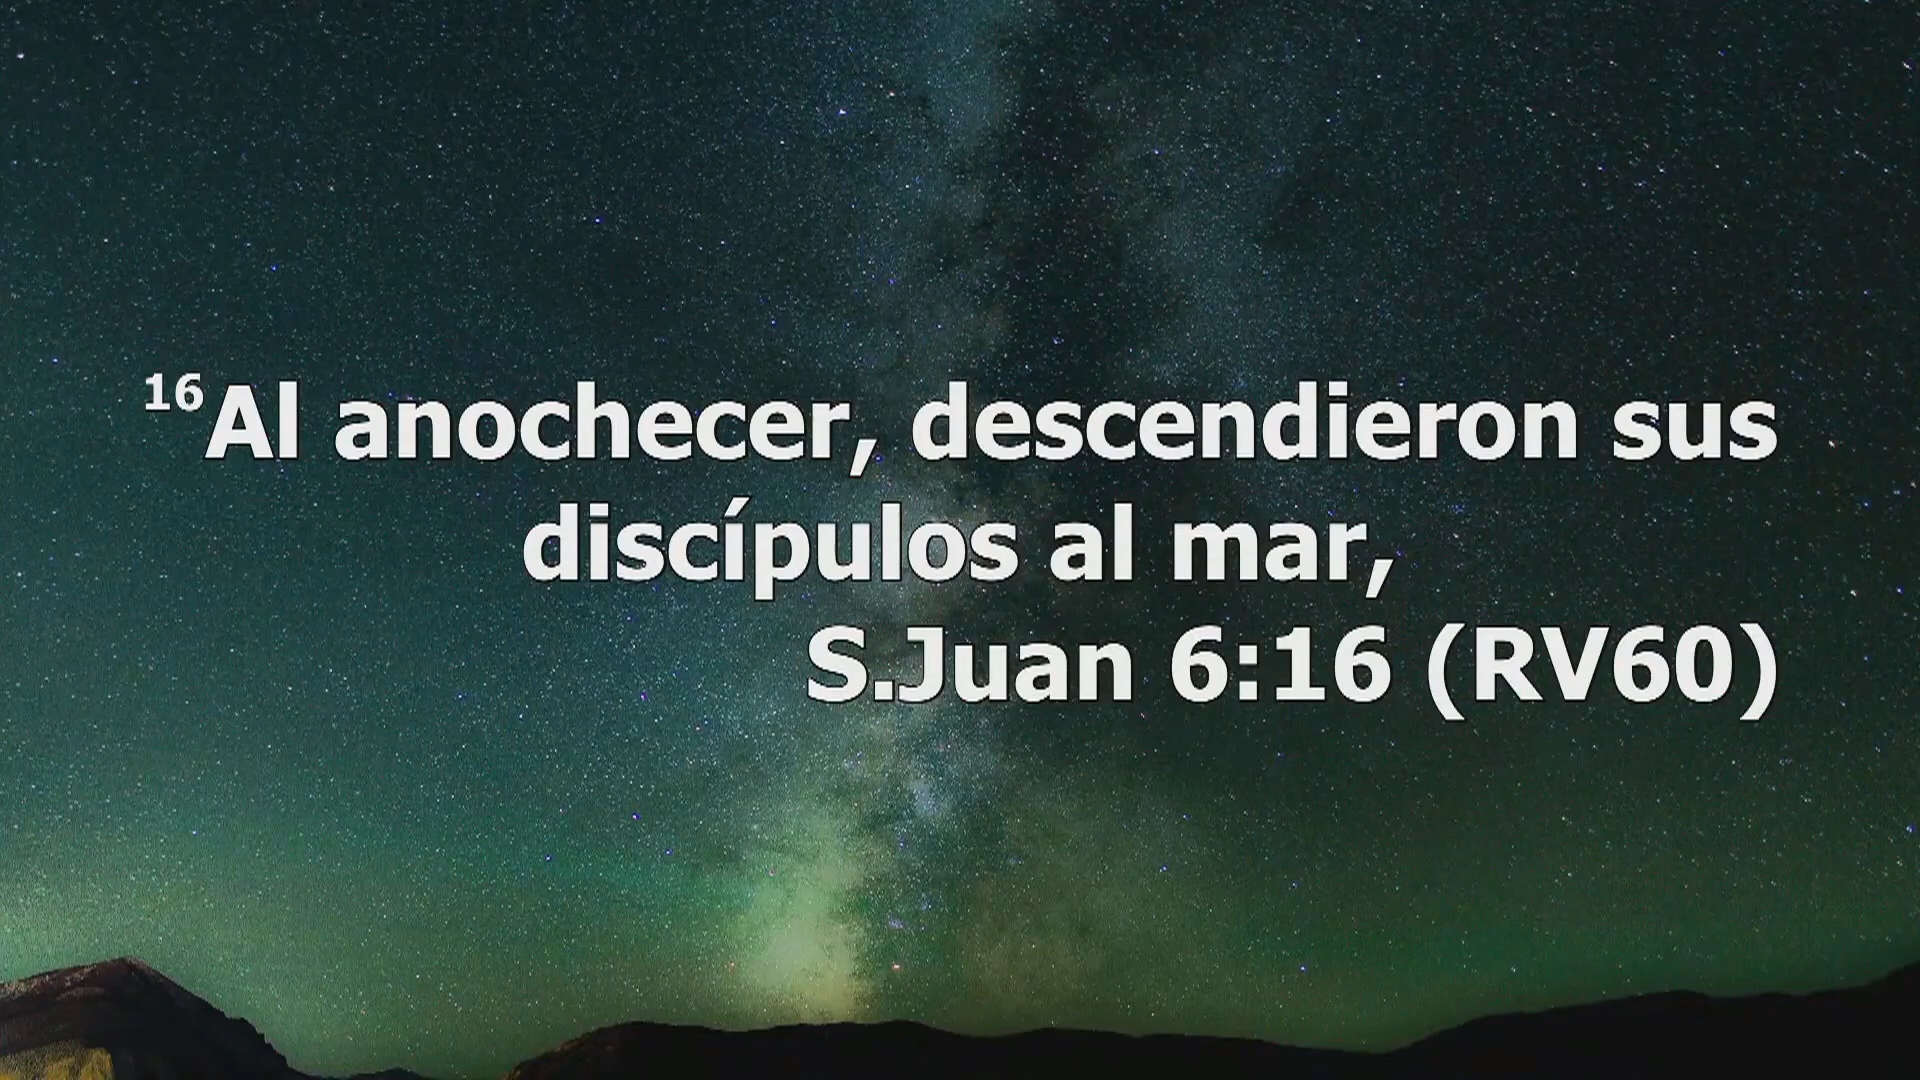 16Al anochecer, descendieron sus
discípulos al mar,
S.Juan 6:16 (RV60)